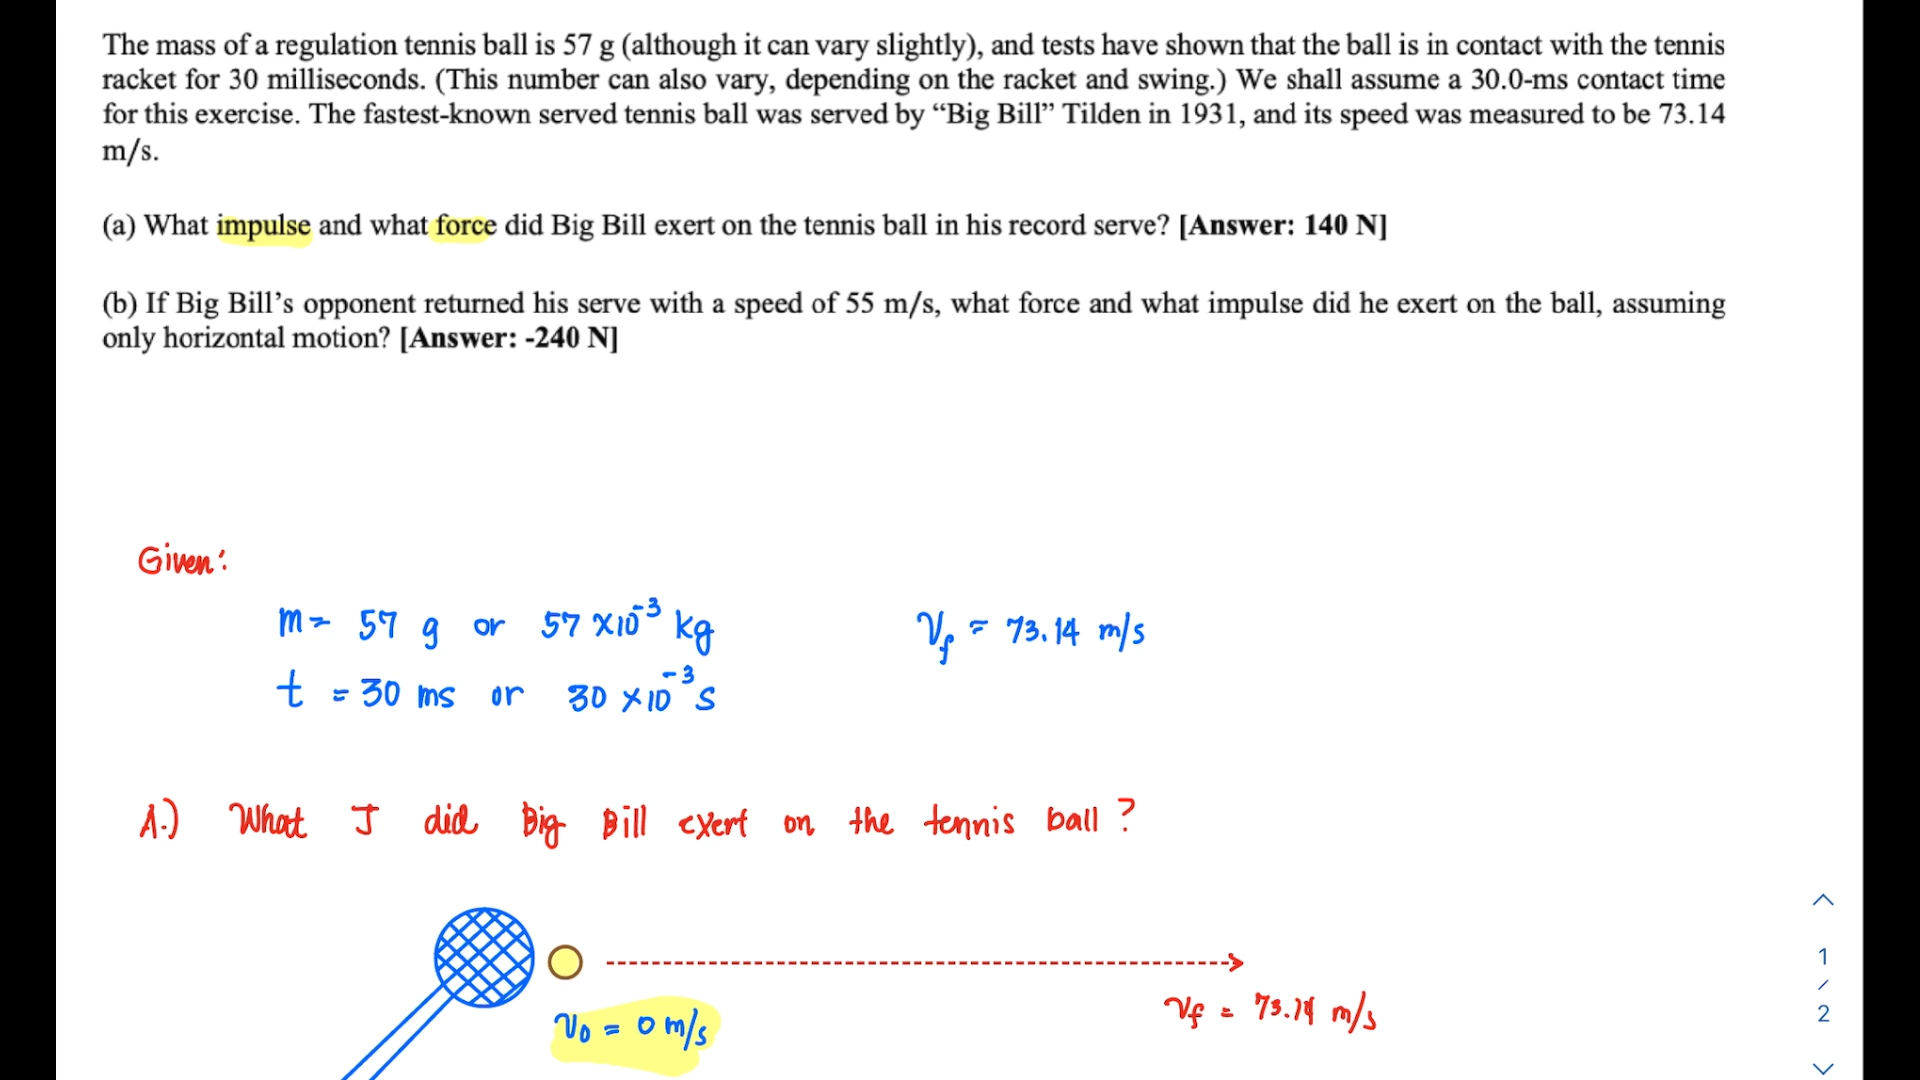 The mass of a regulation tennis ball is 57 g (although it can vary slightly), and tests have shown that the ball is in contact with the tennis
racket for 30 milliseconds. (This number can also vary, depending on the racket and swing.) We shall assume a 30.0-ms contact time
for this exercise. The fastest-known served tennis ball was served by “Big Bill” Tilden in 1931, and its speed was measured to be 73.14
m/s.
(a) What impulse and what force did Big Bill exert on the tennis ball in his record serve? [Answer: 140 N]
(b) If Big Bill’s opponent returned his serve with a speed of 55 m/s, what force and what impulse did he exert on the ball, assuming
only horizontal motion? [Answer: -240 N]
Given:
m = 57 g or 57 x10⁻³ kg
v_f = 73.14 m/s
t = 30 ms or 30 x10⁻³ s
A.) What J did Big Bill exert on the tennis ball?
v₀ = 0 m/s
v_f = 73.14 m/s
1
/
2